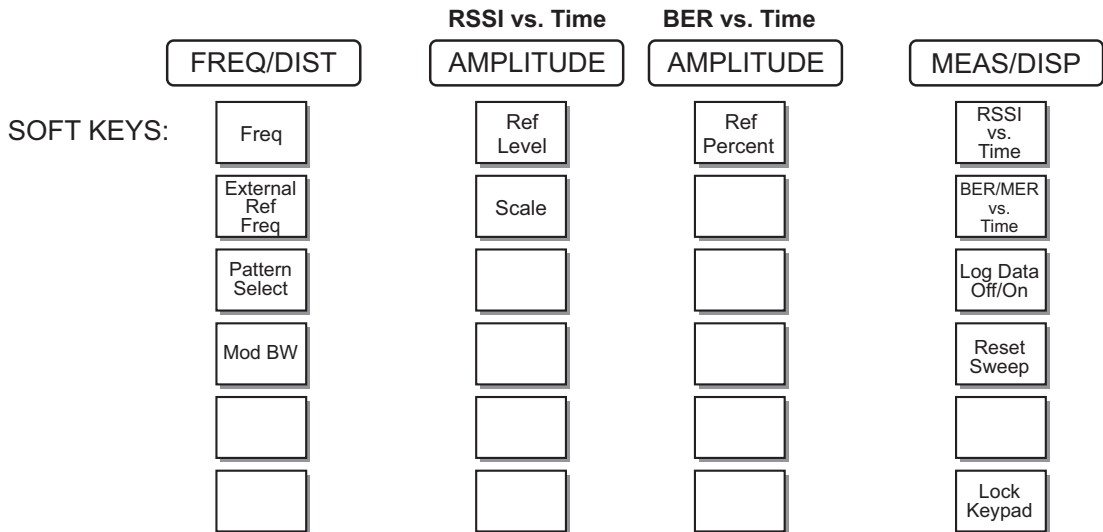 RSSI vs. Time
BER vs. Time
FREQ/DIST
AMPLITUDE
AMPLITUDE
MEAS/DISP
SOFT KEYS:
Freq
External
Ref
Freq
Pattern
Select
Mod BW
Ref
Level
Scale
Ref
Percent
RSSI
vs.
Time
BER/MER
vs.
Time
Log Data
Off/On
Reset
Sweep
Lock
Keypad